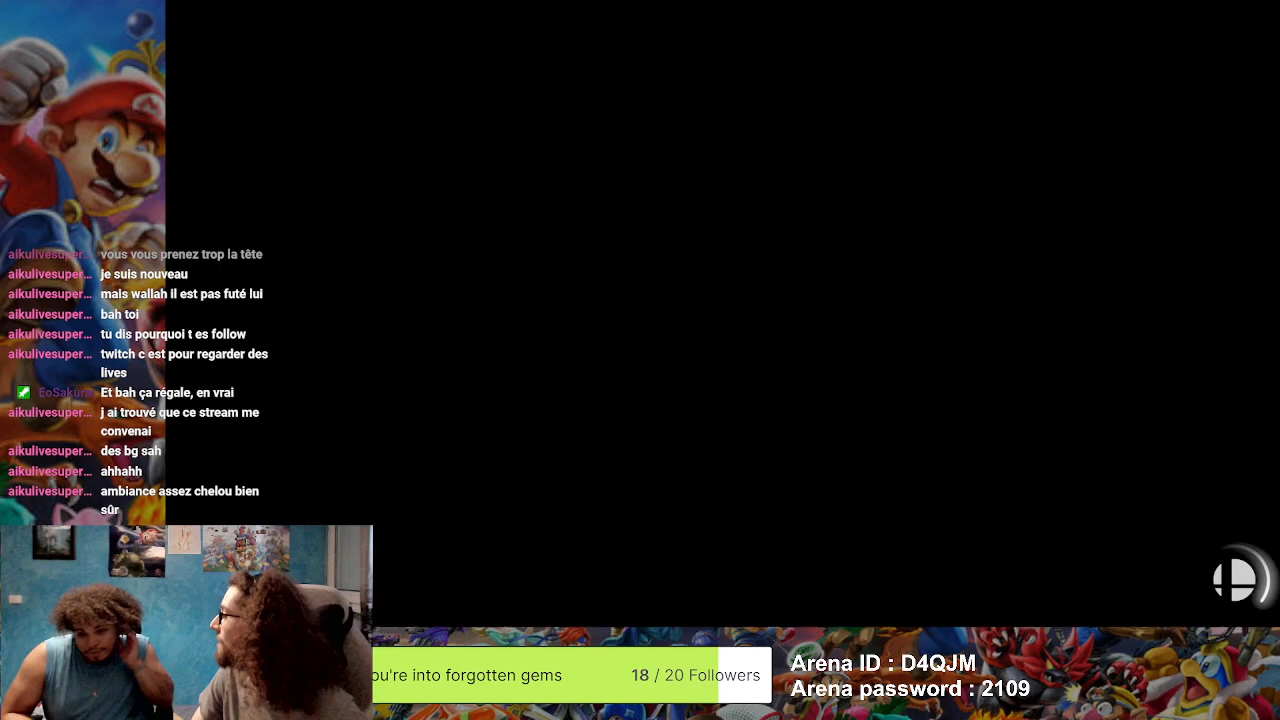 aikulivesuper... vous vous prenez trop la tête
aikulivesuper... je suis nouveau
aikulivesuper... mais wallah il est pas futé lui
aikulivesuper... bah toi
aikulivesuper... tu dis pourquoi t es follow
aikulivesuper... twitch c est pour regarder des
lives
EoSakura Et bah ça régale, en vrai
aikulivesuper... j ai trouvé que ce stream me
convenai
aikulivesuper... des bg sah
aikulivesuper... ahhahh
aikulivesuper... ambiance assez chelou bien
sûr
ou're into forgotten gems 18 / 20 Followers
Arena ID : D4QJM
Arena password : 2109